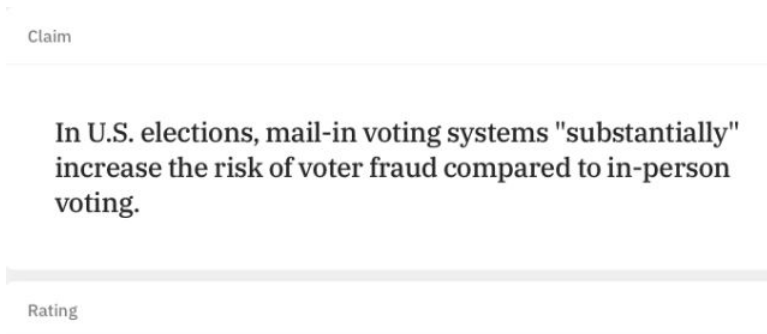 Claim
In U.S. elections, mail-in voting systems "substantially"
increase the risk of voter fraud compared to in-person
voting.
Rating